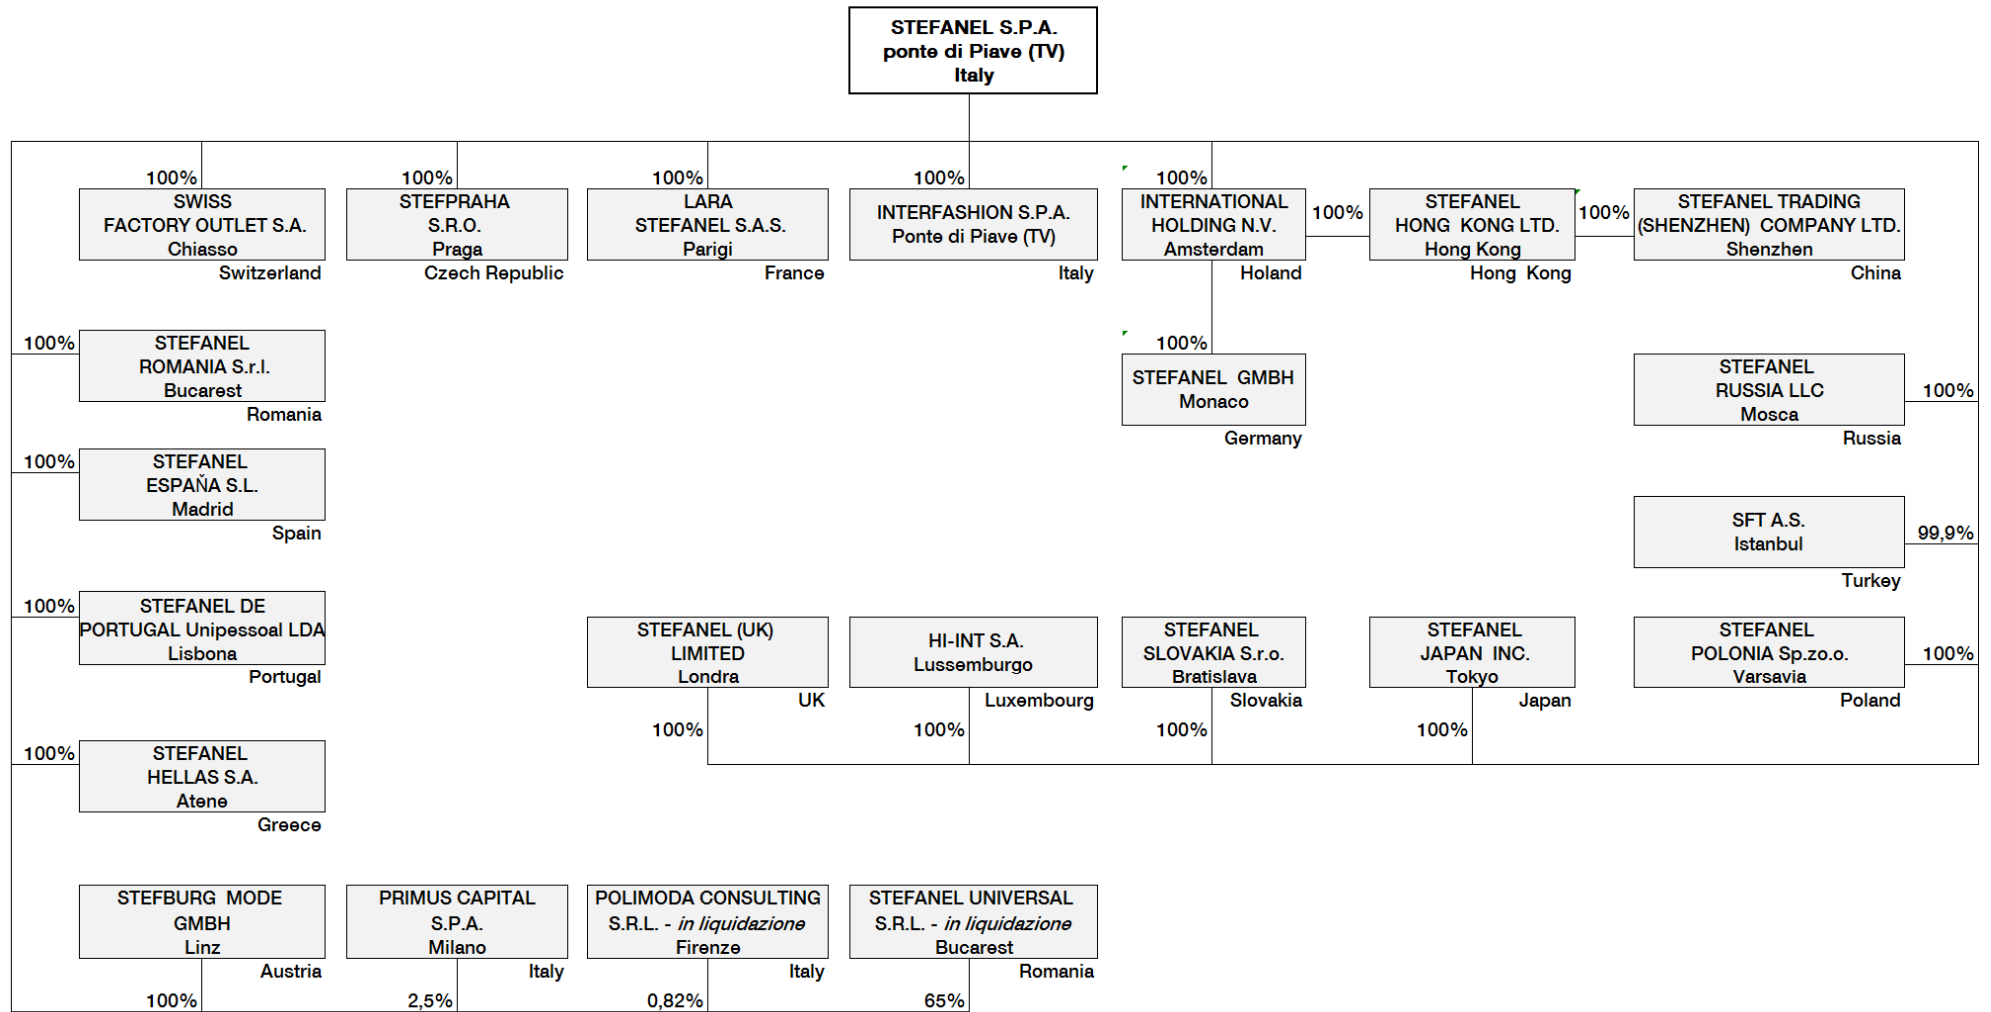 STEFANEL S.P.A.
ponte di Piave (TV)
Italy
100%
SWISS
FACTORY OUTLET S.A.
Chiasso
Switzerland
100%
STEFPRAHA
S.R.O.
Praga
Czech Republic
100%
LARA
STEFANEL S.A.S.
Parigi
France
100%
INTERFASHION S.P.A.
Ponte di Piave (TV)
Italy
100%
INTERNATIONAL
HOLDING N.V.
Amsterdam
Holand
100%
STEFANEL
HONG KONG LTD.
Hong Kong
Hong Kong
100%
STEFANEL TRADING
(SHENZHEN) COMPANY LTD.
Shenzhen
China
100%
STEFANEL
ROMANIA S.r.l.
Bucarest
Romania
100%
STEFANEL GMBH
Monaco
Germany
STEFANEL
RUSSIA LLC
Mosca
100%
Russia
100%
STEFANEL
ESPAŇA S.L.
Madrid
Spain
SFT A.S.
Istanbul
99,9%
Turkey
100%
STEFANEL DE
PORTUGAL Unipessoal LDA
Lisbona
Portugal
STEFANEL (UK)
LIMITED
Londra
UK
100%
HI-INT S.A.
Lussemburgo
Luxembourg
100%
STEFANEL
SLOVAKIA S.r.o.
Bratislava
Slovakia
100%
STEFANEL
JAPAN INC.
Tokyo
Japan
100%
STEFANEL
POLONIA Sp.zo.o.
Varsavia
100%
Poland
100%
STEFANEL
HELLAS S.A.
Atene
Greece
STEFBURG MODE
GMBH
Linz
Austria
100%
PRIMUS CAPITAL
S.P.A.
Milano
Italy
2,5%
POLIMODA CONSULTING
S.R.L. - in liquidazione
Firenze
Italy
0,82%
STEFANEL UNIVERSAL
S.R.L. - in liquidazione
Bucarest
Romania
65%